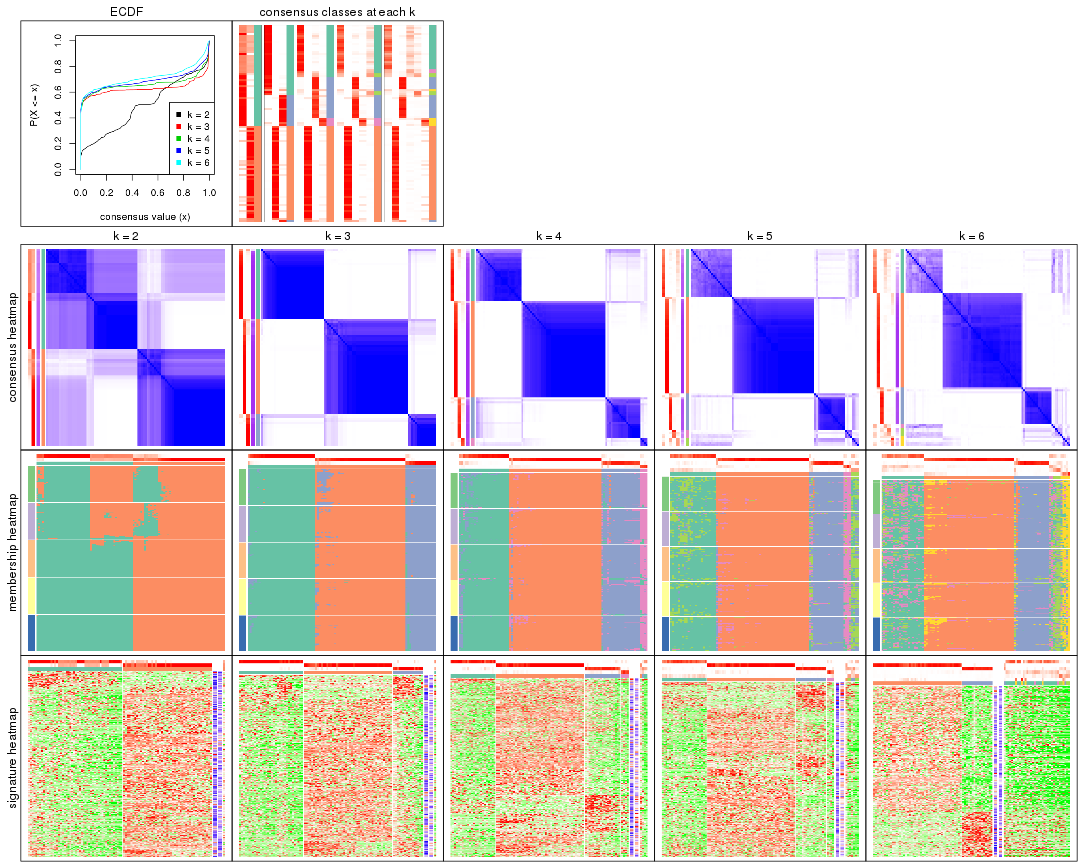 ECDF
consensus classes at each k
P(X <= x)
0.0
0.2
0.4
0.6
0.8
1.0
k = 2
k = 3
k = 4
k = 5
k = 6
0.0
0.2
0.4
0.6
0.8
1.0
consensus value (x)
k = 2
k = 3
k = 4
k = 5
k = 6
consensus heatmap
membership heatmap
signature heatmap